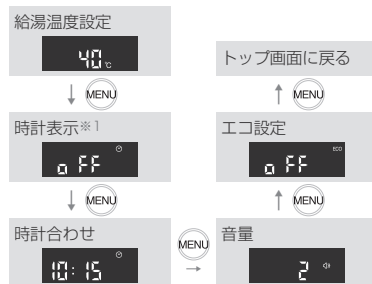 給湯温度設定
40℃
MENU
時計表示※1
oFF
MENU
時計合わせ
10:15
MENU
音量
2
MENU
エコ設定
ECO
oFF
MENU
トップ画面に戻る